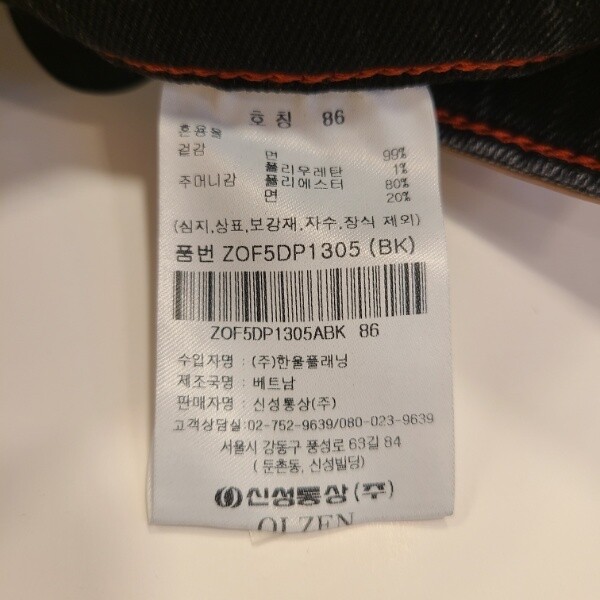 호칭 86
혼용율
겉감 면 99%
폴리우레탄 1%
주머니감 폴리에스터 80%
면 20%
(심지,상표,보강재,자수,장식 제외)
품번 ZOF5DP1305 (BK)
ZOF5DP1305ABK 86
수입자명 : (주)한울플래닝
제조국명 : 베트남
판매자명 : 신성통상(주)
고객상담실:02-752-9639/080-023-9639
서울시 강동구 풍성로 63길 84
(둔촌동, 신성빌딩)
신성통상(주)
OLZEN